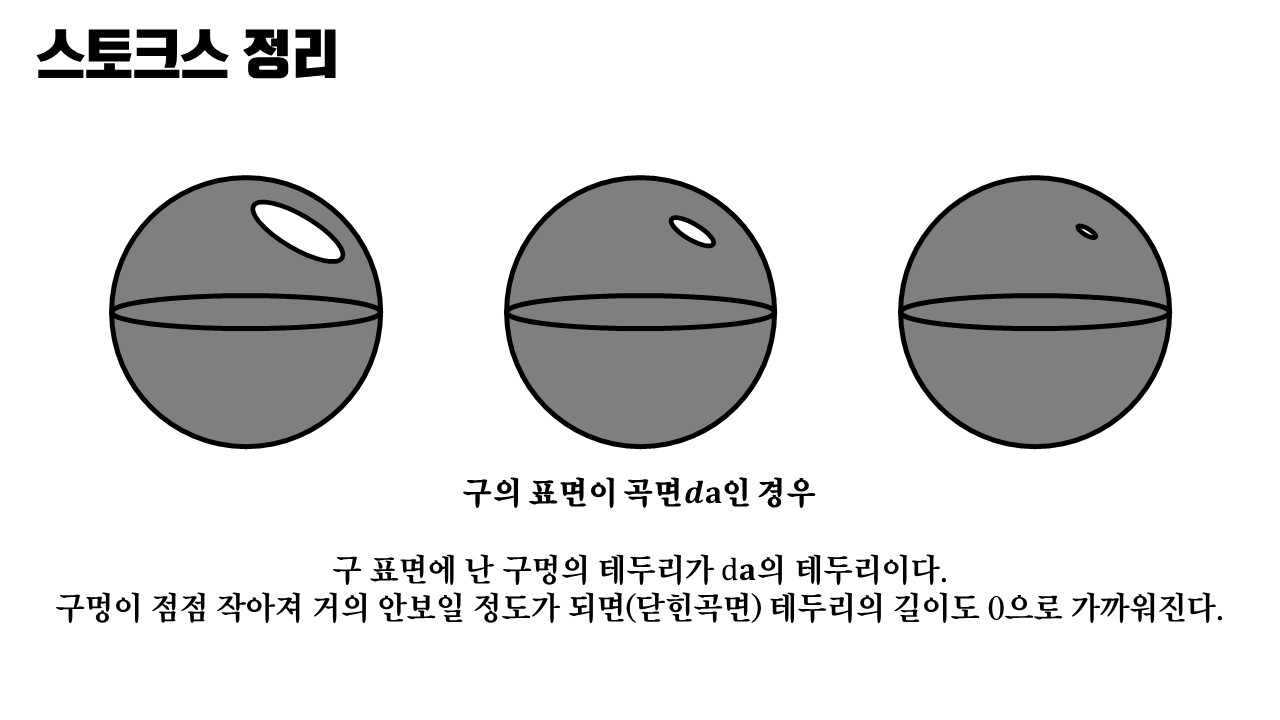 스토크스 정리
구의 표면이 곡면da인 경우
구 표면에 난 구멍의 테두리가 da의 테두리이다.
구멍이 점점 작아져 거의 안보일 정도가 되면(닫힌곡면) 테두리의 길이도 0으로 가까워진다.